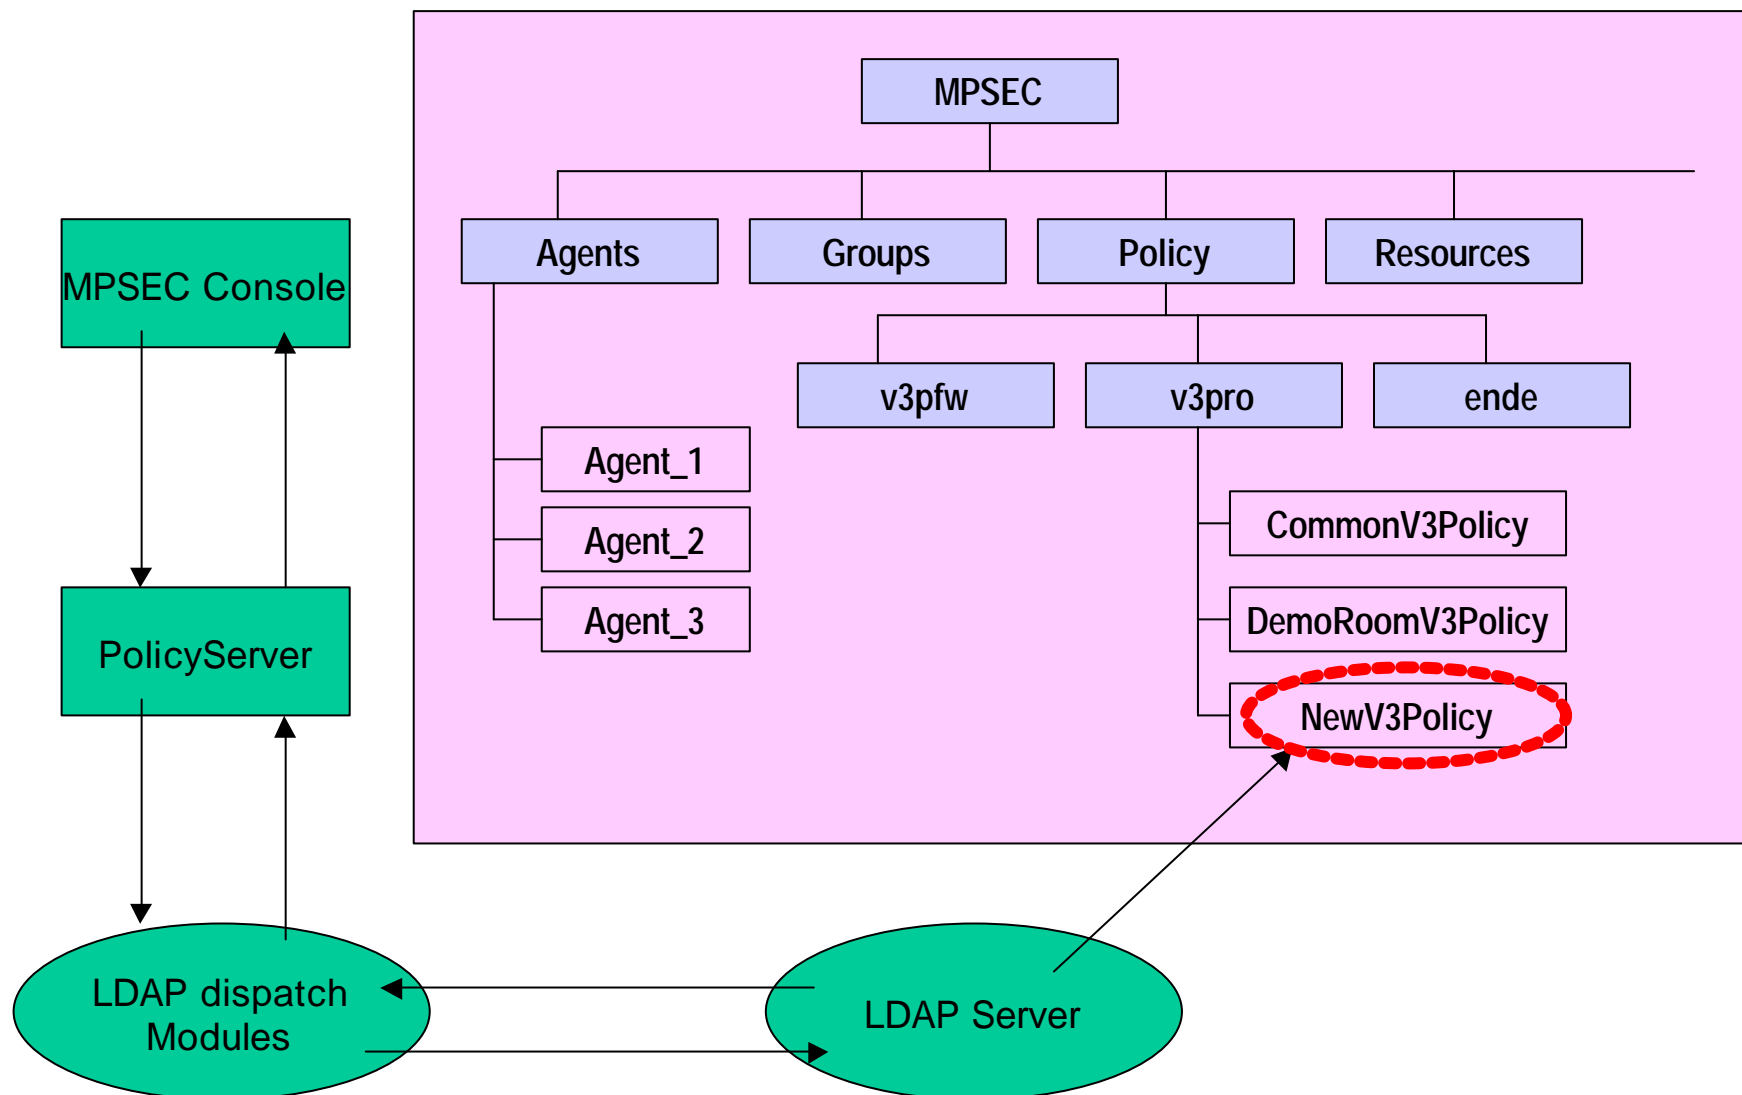 MPSEC
Agents
Groups
Policy
Resources
MPSEC Console
v3pfw
v3pro
ende
Agent_1
Agent_2
Agent_3
CommonV3Policy
DemoRoomV3Policy
NewV3Policy
PolicyServer
LDAP dispatch
Modules
LDAP Server